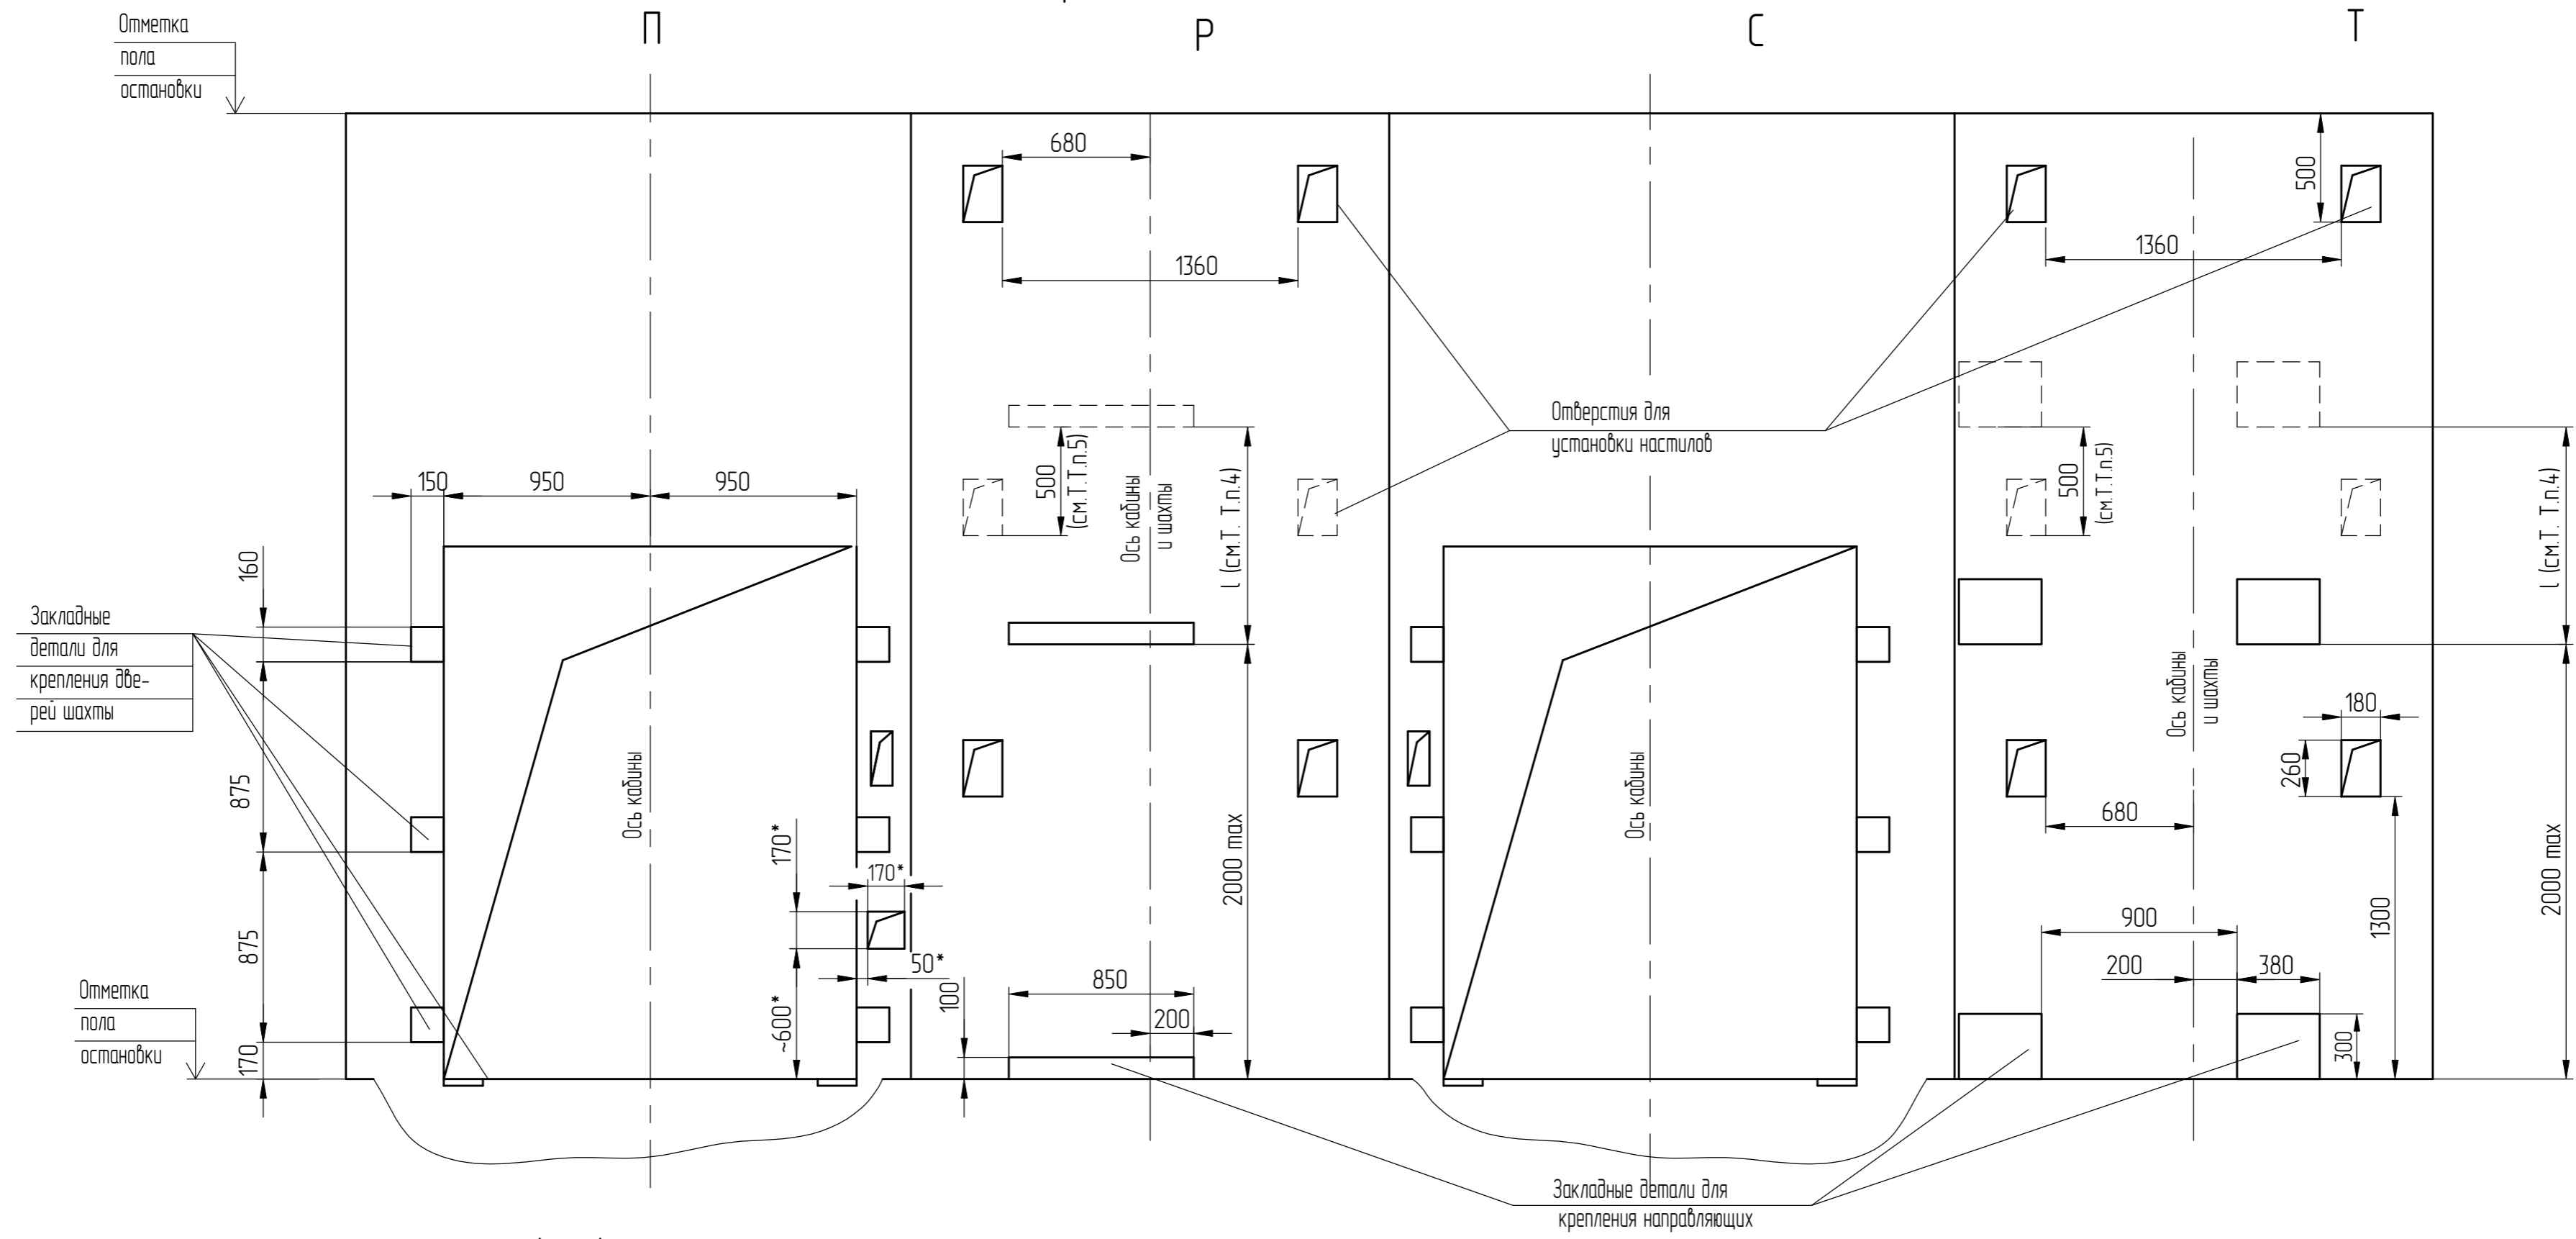 П
Р
С
Т
Отметка
пола
остановки
680
500
1360
1360
Отверстия для
установки настилов
150
950
950
500
(см.Т.Т.п.5)
Ось кабины
и шахты
l (см.Т. Т.п.4)
500
(см.Т.Т.п.5)
l (см.Т. Т.п.4)
160
Закладные
детали для
крепления две-
рей шахты
875
Ось кабины
Ось кабины
Ось кабины
и шахты
180
260
680
170*
170*
2000 max
2000 max
1300
875
50*
~600*
900
200
380
850
100
200
300
Отметка
пола
остановки
170
Закладные детали для
крепления направляющих